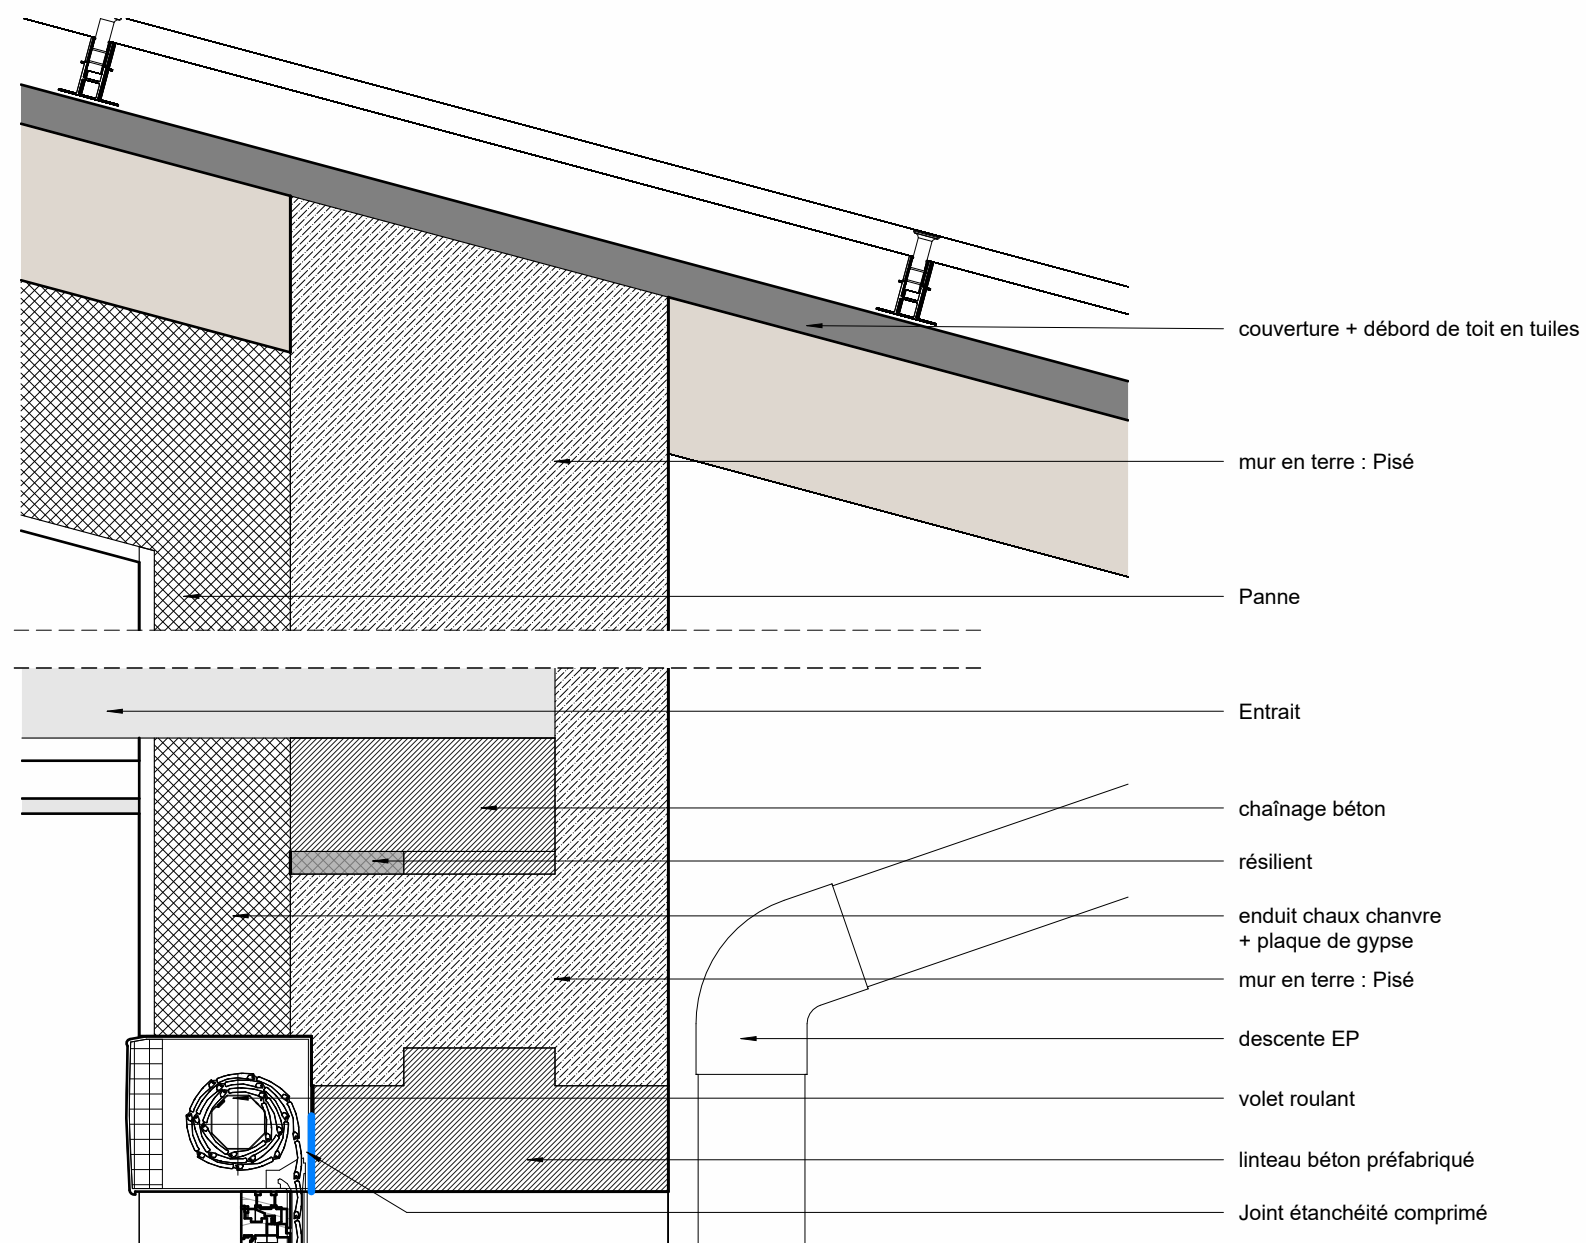 couverture + débord de toit en tuiles
mur en terre : Pisé
Panne
Entrait
chaînage béton
résilient
enduit chaux chanvre
+ plaque de gypse
mur en terre : Pisé
descente EP
volet roulant
linteau béton préfabriqué
Joint étanchéité comprimé